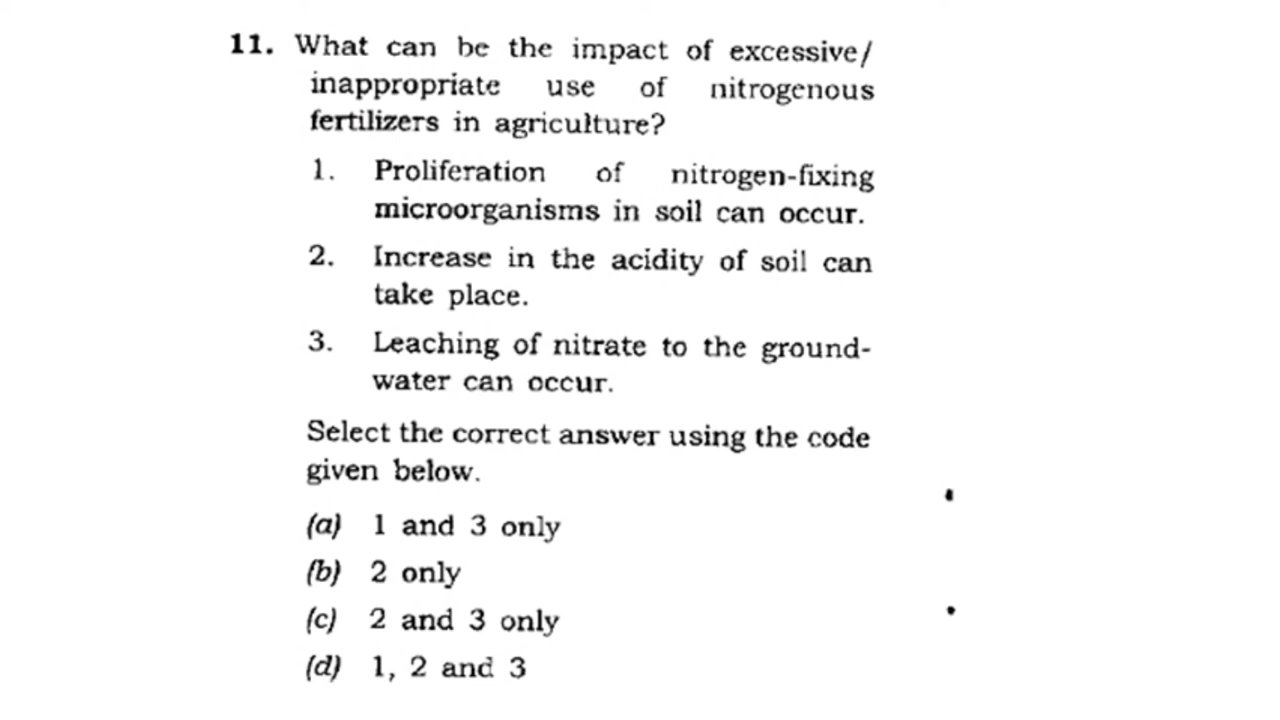 11. What can be the impact of excessive/
inappropriate use of nitrogenous
fertilizers in agriculture?
1. Proliferation of nitrogen-fixing
microorganisms in soil can occur.
2. Increase in the acidity of soil can
take place.
3. Leaching of nitrate to the ground-
water can occur.
Select the correct answer using the code
given below.
(a) 1 and 3 only
(b) 2 only
(c) 2 and 3 only
(d) 1, 2 and 3